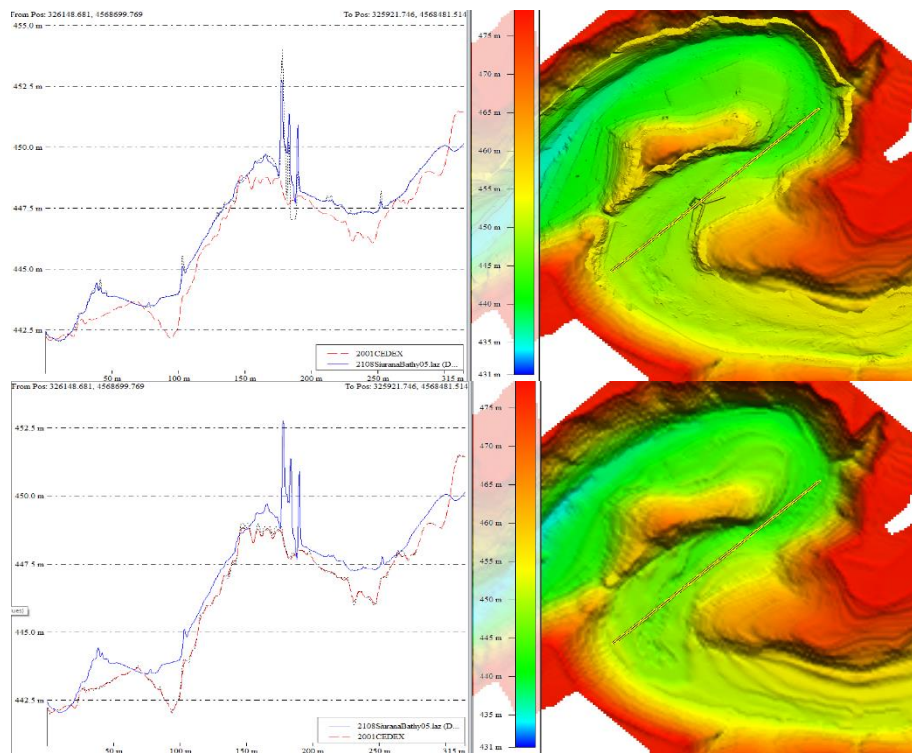 From Pos: 326148.681, 4568699.769 To Pos: 325921.746, 4568481.514
455.0 m
452.5 m
450.0 m
447.5 m
445.0 m
442.5 m
50 m 100 m 150 m 200 m 250 m 315 m
2001CEDEX
2108SiuranaBathy05.laz (D...
475 m
470 m
465 m
460 m
455 m
450 m
445 m
440 m
435 m
431 m
From Pos: 326148.681, 4568699.769 To Pos: 325921.746, 4568481.514
452.5 m
450.0 m
447.5 m
445.0 m
442.5 m
50 m 100 m 150 m 200 m 250 m 315 m
2108SiuranaBathy05.laz (D...
2001CEDEX
475 m
470 m
465 m
460 m
455 m
450 m
445 m
440 m
435 m
431 m